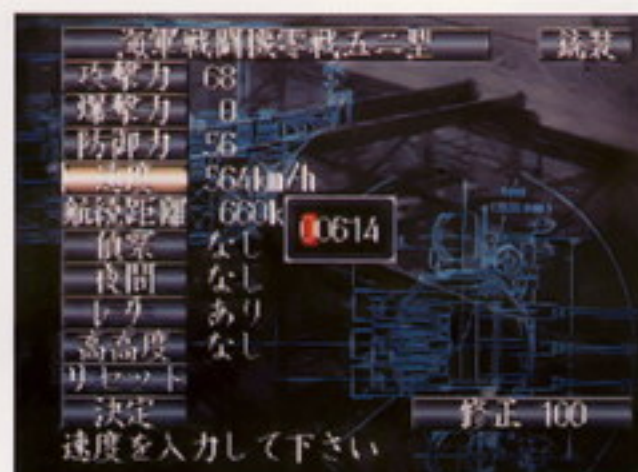 海軍戦闘機零戦五二型 銃装
攻撃力 68
爆撃力 0
防御力 56
速度 564km/h
航続距離 660k
00614
偵察 なし
夜間 なし
レダ あり
高高度 なし
リセット
決定
修正 100
速度を入力して下さい